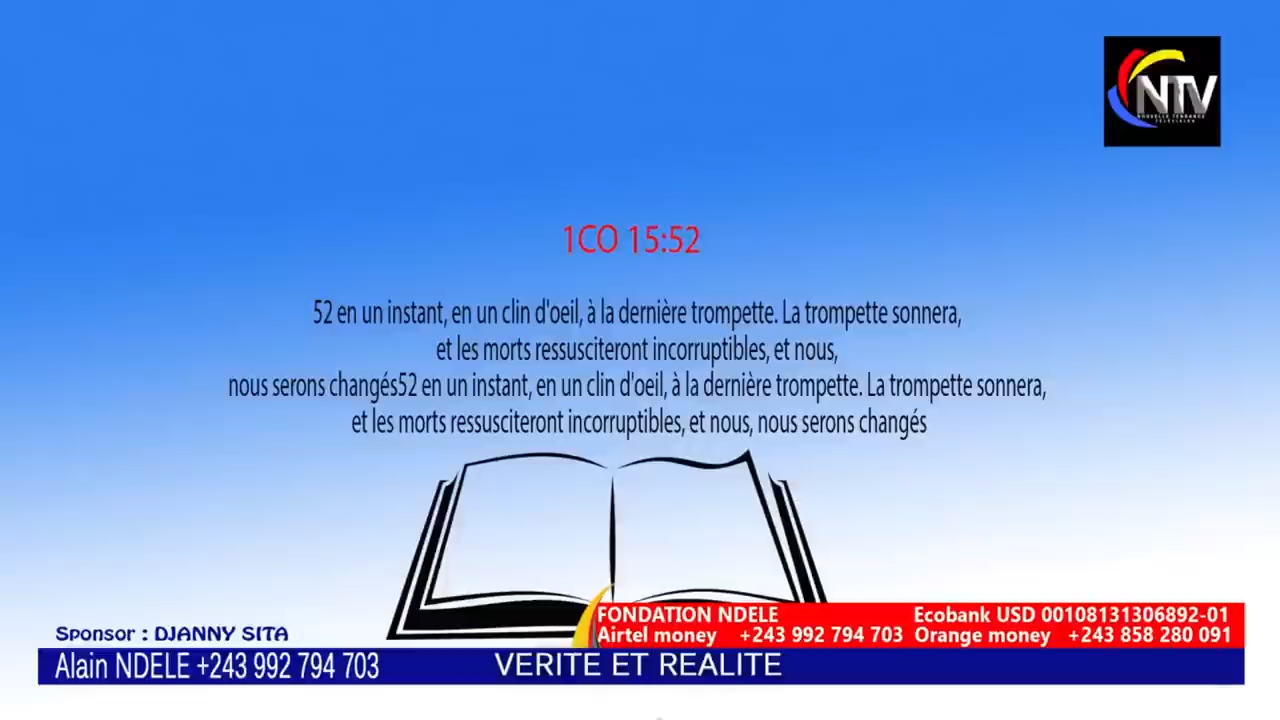 NTV
NOUVELLE TENDANCE
TELEVISION
1CO 15:52
52 en un instant, en un clin d'oeil, à la dernière trompette. La trompette sonnera,
et les morts ressusciteront incorruptibles, et nous,
nous serons changés52 en un instant, en un clin d'oeil, à la dernière trompette. La trompette sonnera,
et les morts ressusciteront incorruptibles, et nous, nous serons changés
FONDATION NDELE Ecobank USD 00108131306892-01
Airtel money +243 992 794 703 Orange money +243 858 280 091
Sponsor : DJANNY SITA
Alain NDELE +243 992 794 703 VERITE ET REALITE